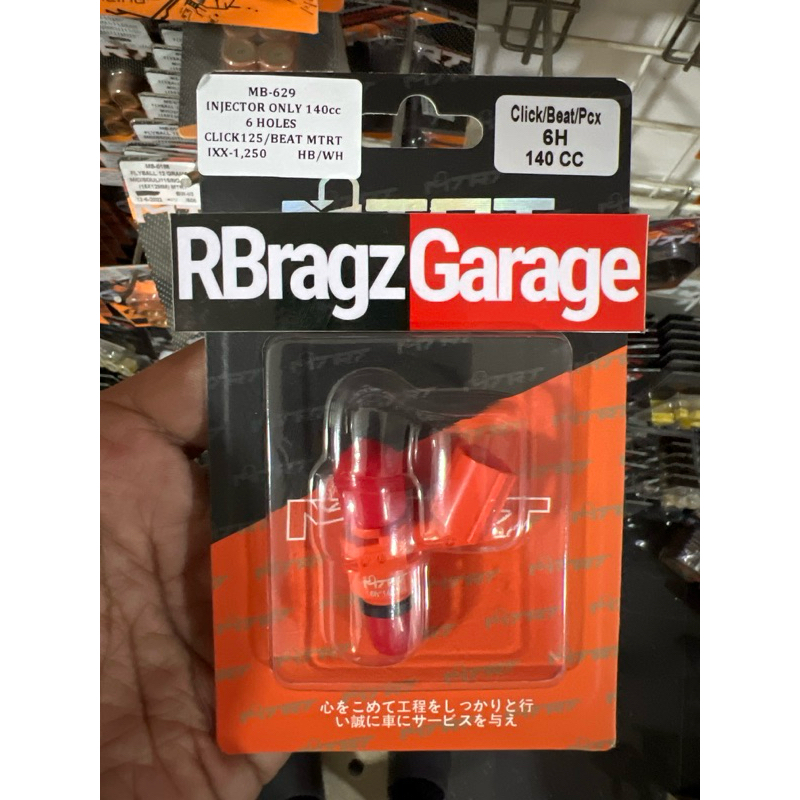 MB-629
INJECTOR ONLY 140cc
6 HOLES
CLICK125/BEAT MTRT
IXX-1,250 HB/WH
Click/Beat/Pcx
6H
140 CC
RBragzGarage
MTRT
心をこめて工程をしっかりと行
い誠に車にサービスを与え